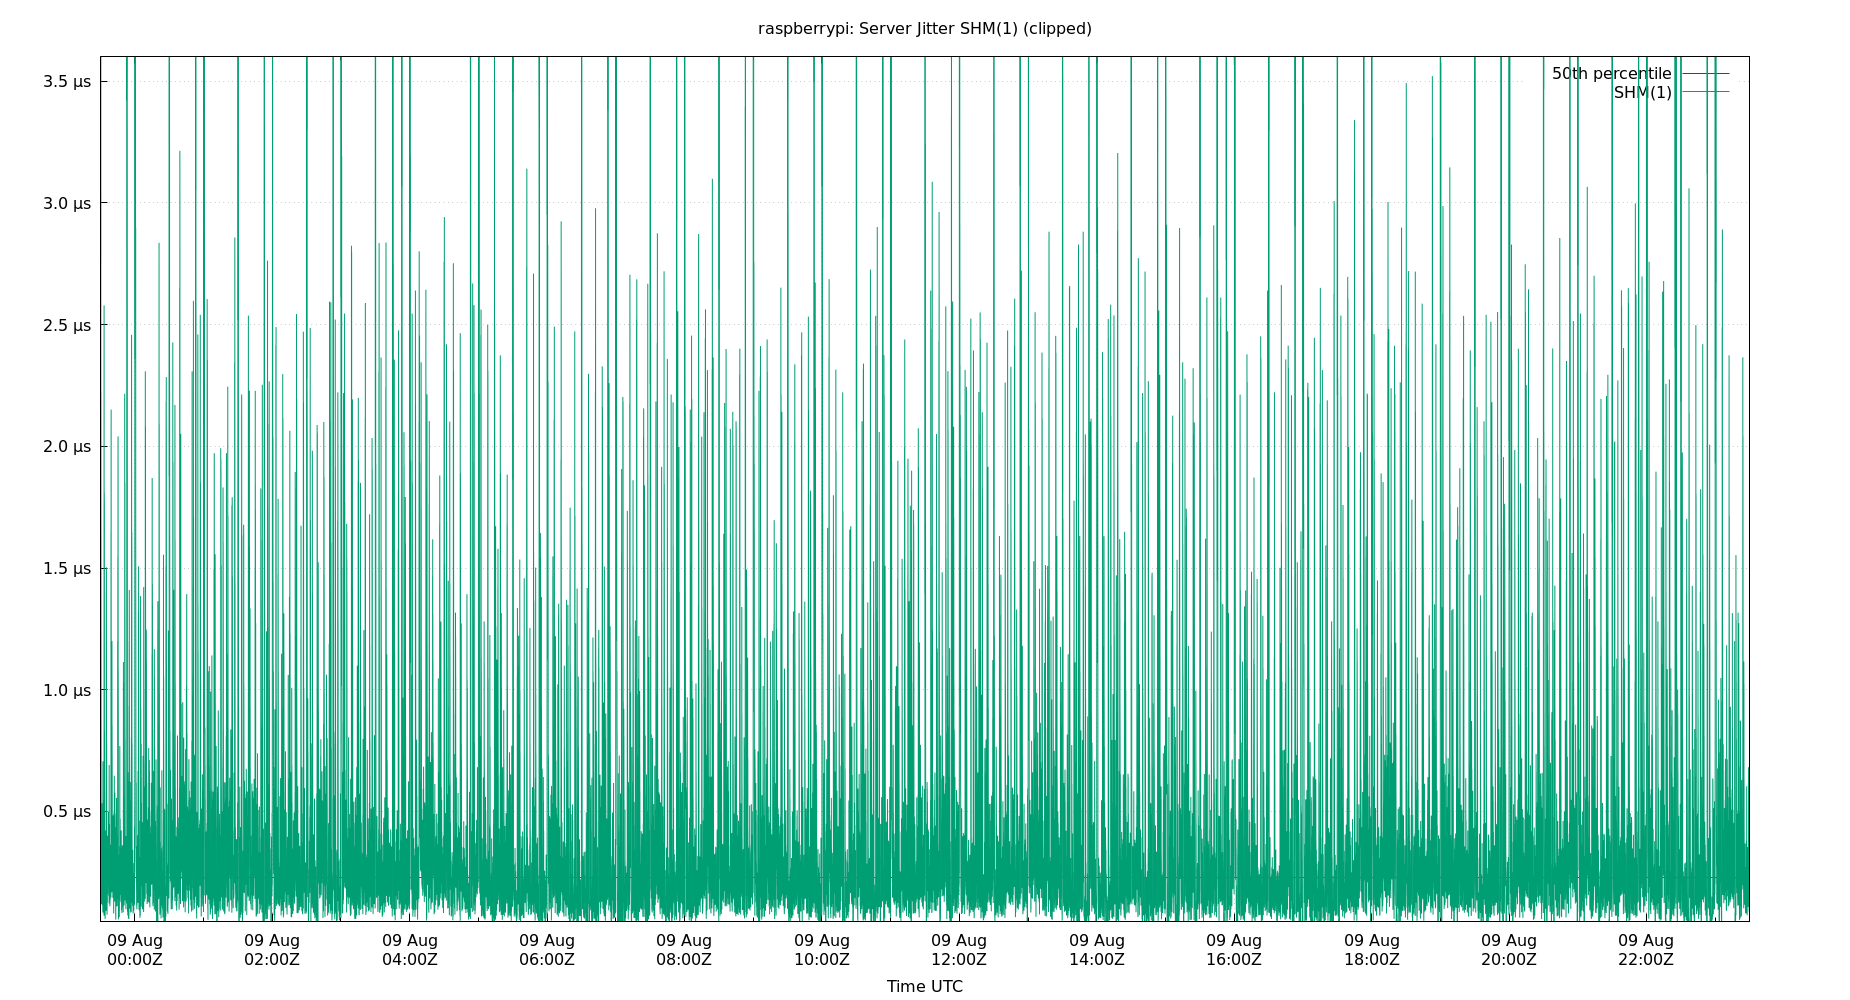 raspberrypi: Server Jitter SHM(1) (clipped)
50th percentile
SHM(1)
3.5 μs
3.0 μs
2.5 μs
2.0 μs
1.5 μs
1.0 μs
0.5 μs
09 Aug 09 Aug 09 Aug 09 Aug 09 Aug 09 Aug 09 Aug 09 Aug 09 Aug 09 Aug 09 Aug 09 Aug
00:00Z 02:00Z 04:00Z 06:00Z 08:00Z 10:00Z 12:00Z 14:00Z 16:00Z 18:00Z 20:00Z 22:00Z
Time UTC